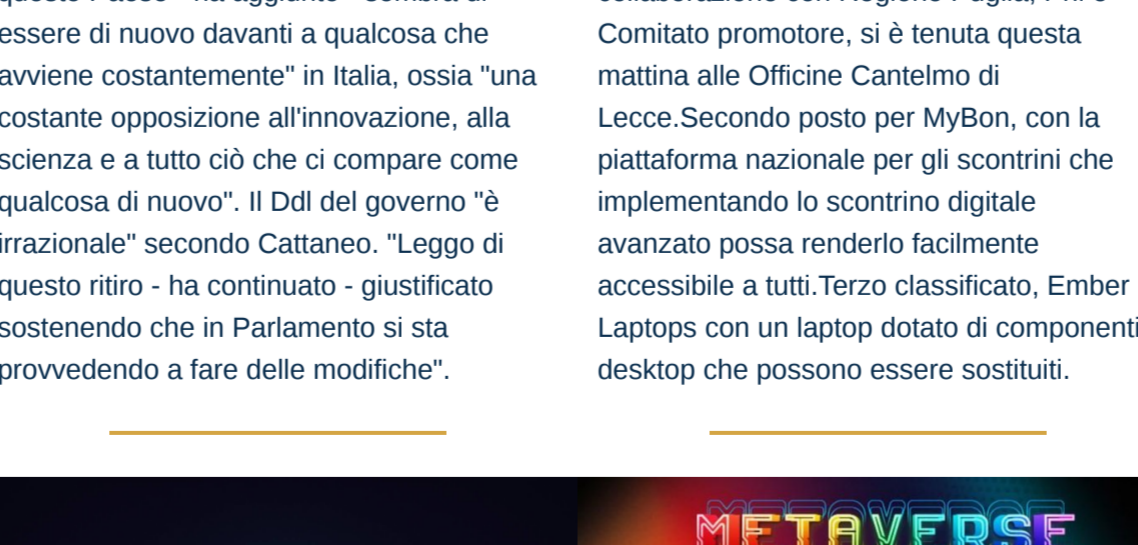 essere di nuovo davanti a qualcosa che
avviene costantemente" in Italia, ossia "una
costante opposizione all'innovazione, alla
scienza e a tutto ciò che ci compare come
qualcosa di nuovo". Il Ddl del governo "è
irrazionale" secondo Cattaneo. "Leggo di
questo ritiro - ha continuato - giustificato
sostenendo che in Parlamento si sta
provvedendo a fare delle modifiche".
Comitato promotore, si è tenuta questa
mattina alle Officine Cantelmo di
Lecce.Secondo posto per MyBon, con la
piattaforma nazionale per gli scontrini che
implementando lo scontrino digitale
avanzato possa renderlo facilmente
accessibile a tutti.Terzo classificato, Ember
Laptops con un laptop dotato di componenti
desktop che possono essere sostituiti.
METAVERSE